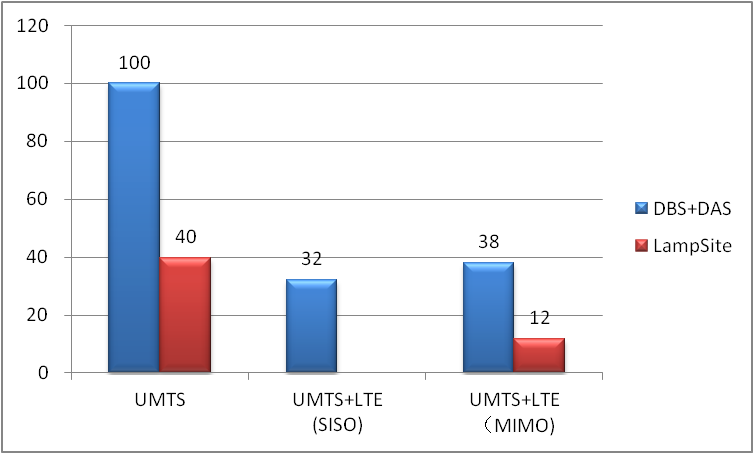 120
100
80
60
40
20
0
100
40
32
38
12
UMTS
UMTS+LTE
(SISO)
UMTS+LTE
（MIMO)
DBS+DAS
LampSite